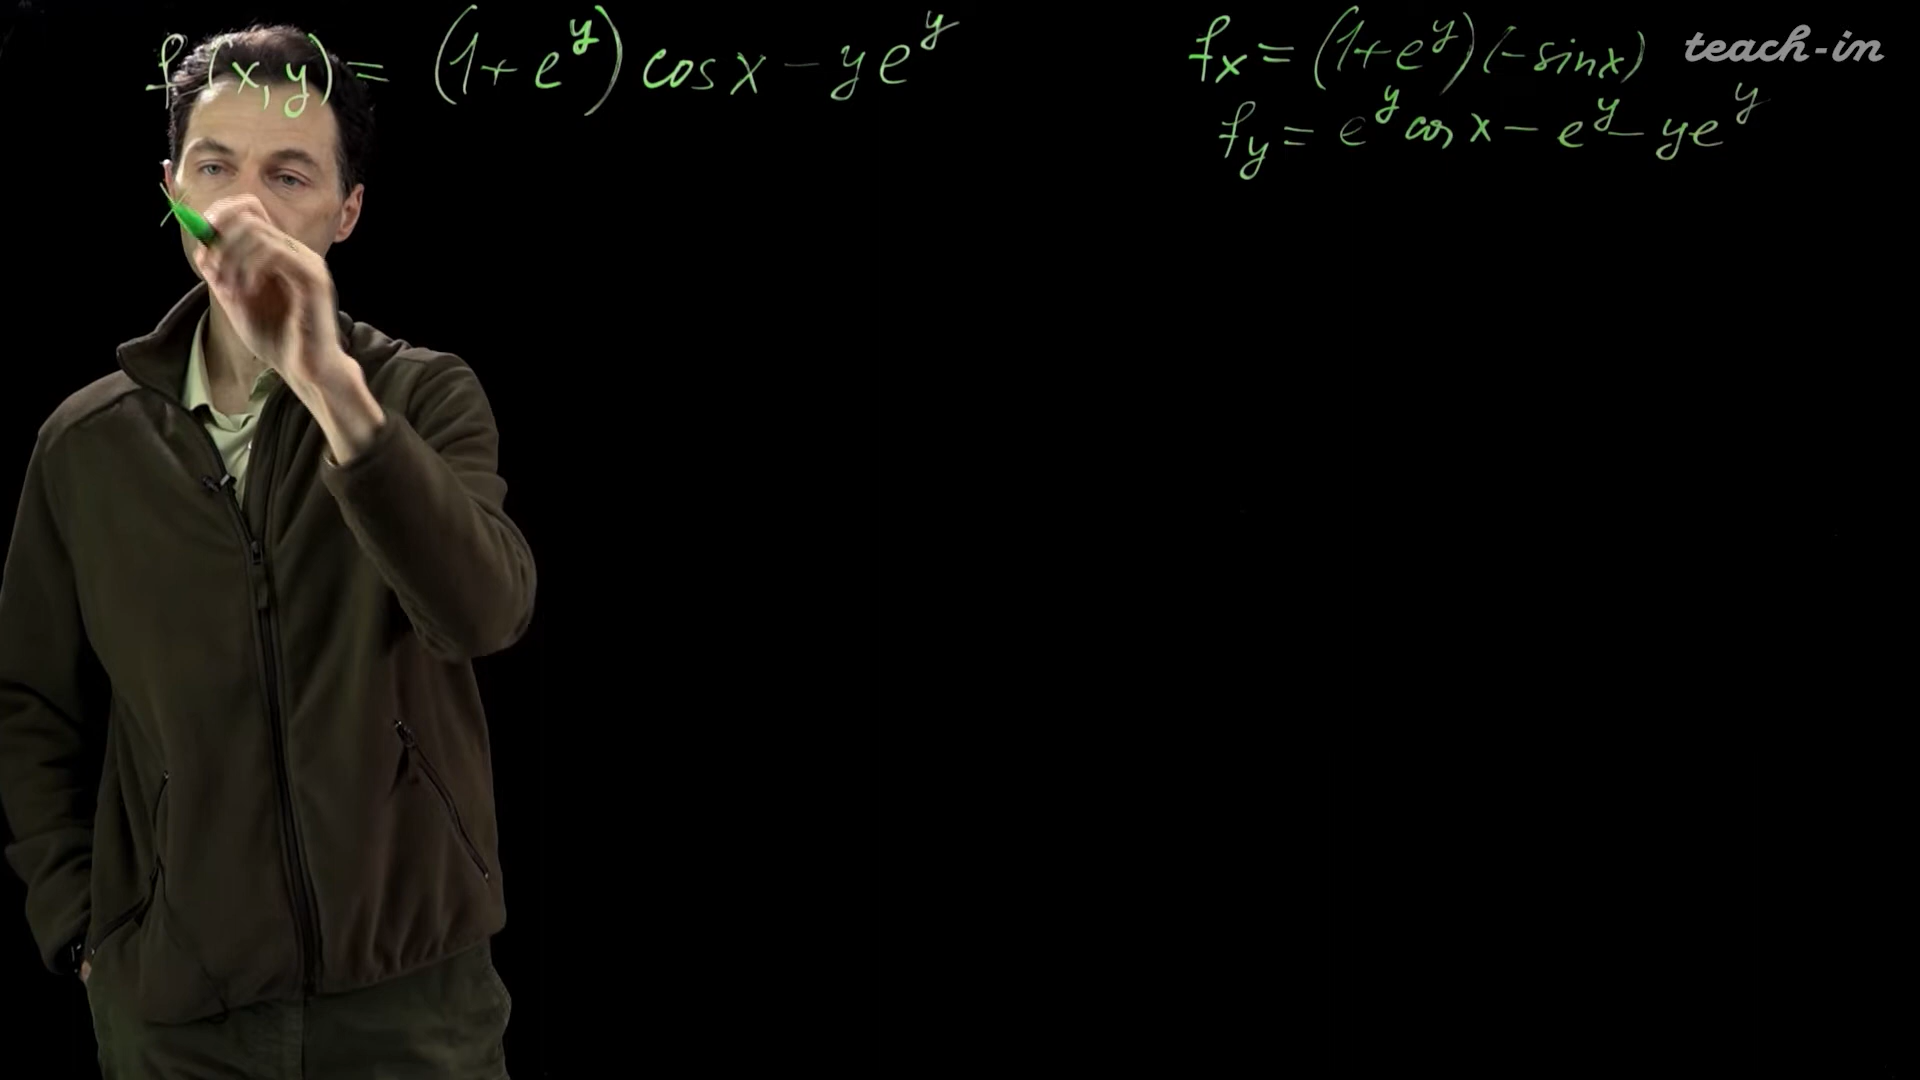 f(x,y) = (1+e^y) cos x - ye^y
f_x = (1+e^y)(-sin x)
teach-in
f_y = e^y cos x - e^y - ye^y
x